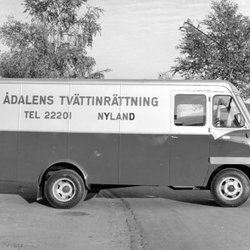 ÅDALENS TVÄTTINRÄTTNING
TEL 22201 NYLAND